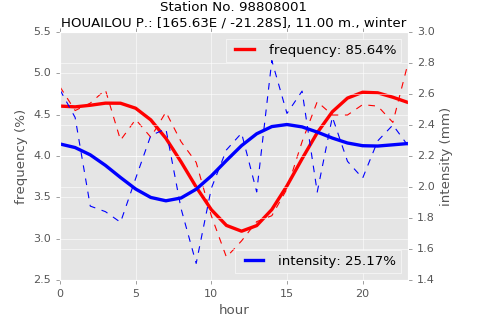 Station No. 98808001
HOUAILOU P.: [165.63E / -21.28S], 11.00 m., winter
5.5
5.0
4.5
4.0
3.5
3.0
2.5
frequency (%)
3.0
2.8
2.6
2.4
2.2
2.0
1.8
1.6
1.4
intensity (mm)
frequency: 85.64%
intensity: 25.17%
0 5 10 15 20
hour